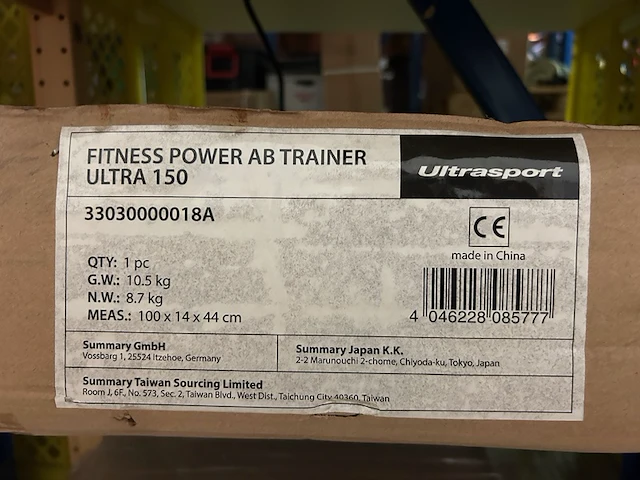 FITNESS POWER AB TRAINER
ULTRA 150
Ultrasport
33030000018A
CE
made in China
QTY: 1 pc
G.W.: 10.5 kg
N.W.: 8.7 kg
MEAS.: 100 x 14 x 44 cm
4 046228 085777
Summary GmbH
Vossbarg 1, 25524 Itzehoe, Germany
Summary Japan K.K.
2-2 Marunouchi 2-chome, Chiyoda-ku, Tokyo, Japan
Summary Taiwan Sourcing Limited
Room J, 6F., No. 573, Sec. 2, Taiwan Blvd., West Dist., Taichung City 40360, Taiwan